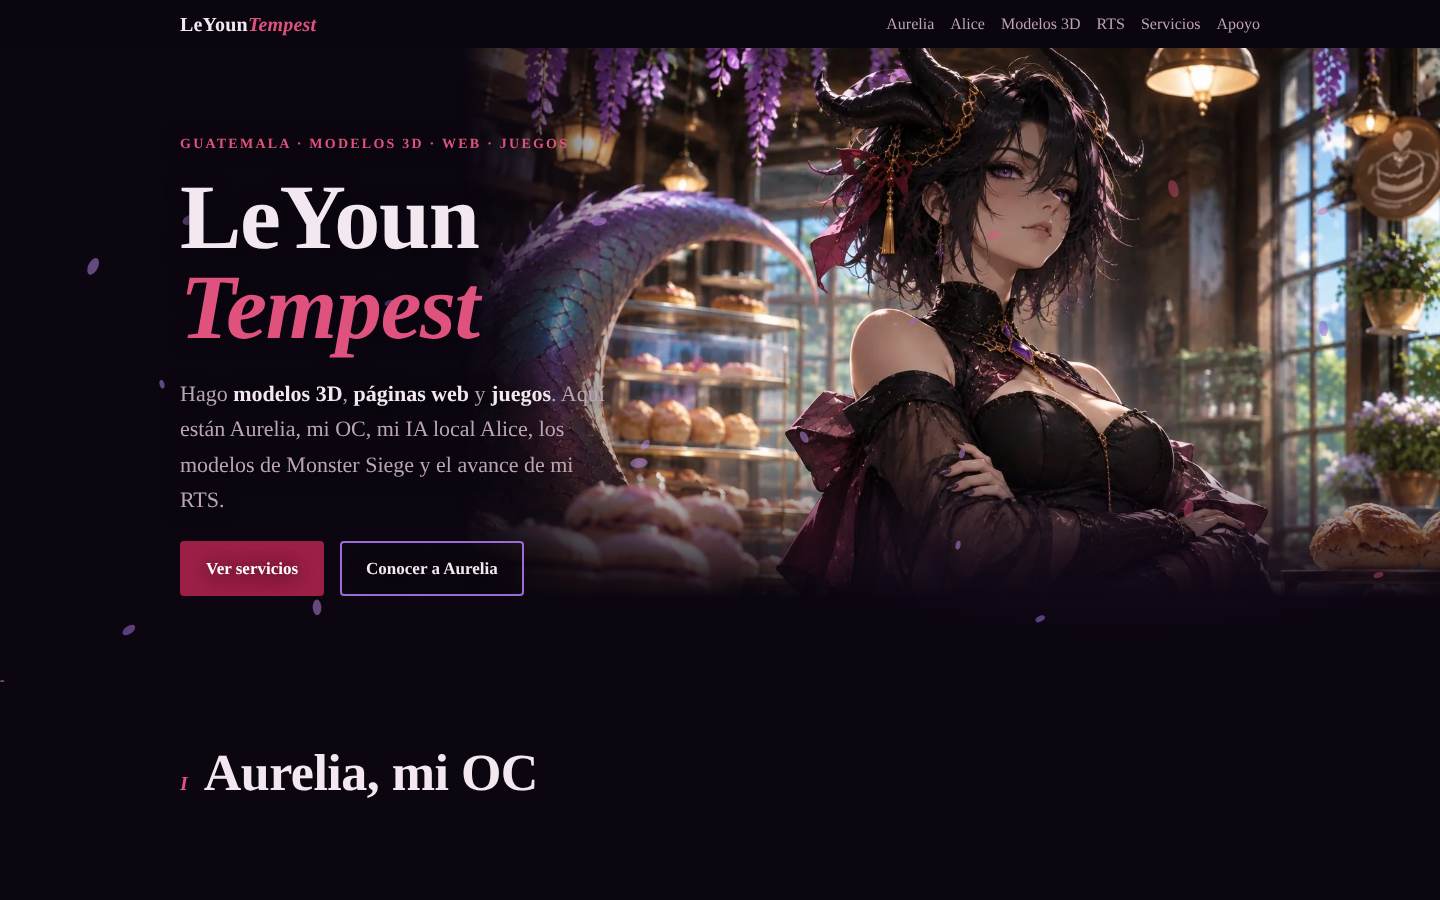 LeYounTempest
Aurelia Alice Modelos 3D RTS Servicios Apoyo
GUATEMALA · MODELOS 3D · WEB · JUEGOS
LeYoun
Tempest
Hago modelos 3D, páginas web y juegos. Aquí
están Aurelia, mi OC, mi IA local Alice, los
modelos de Monster Siege y el avance de mi
RTS.
Ver servicios
Conocer a Aurelia
I Aurelia, mi OC